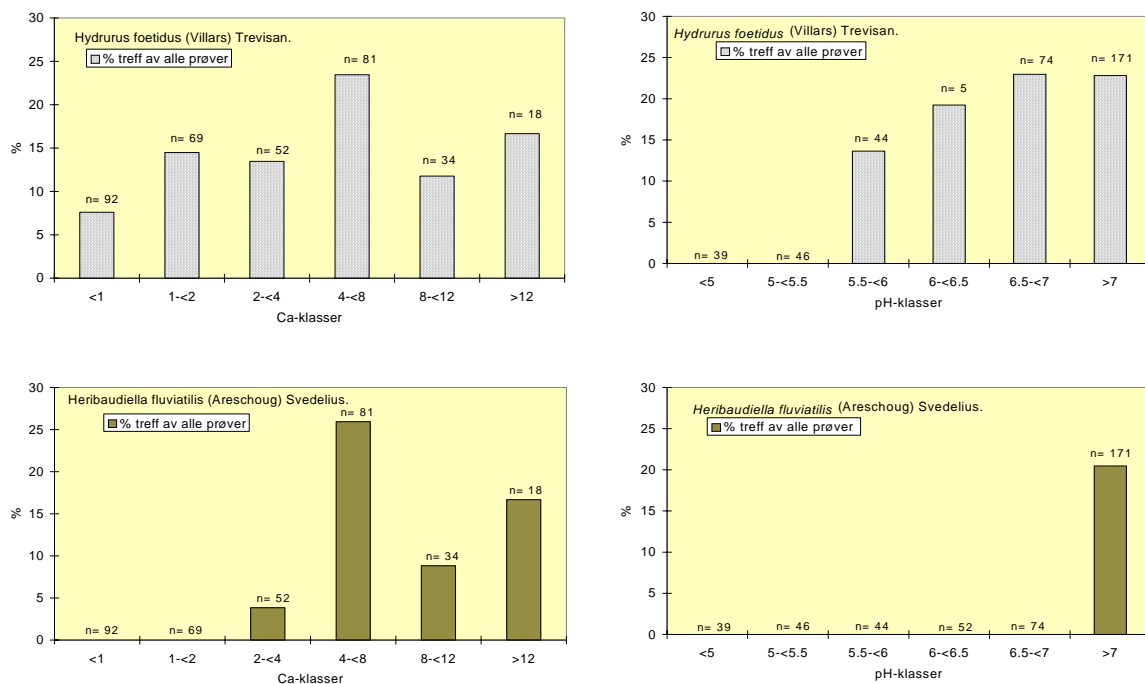 Hydrurus foetidus (Villars) Trevisan.
% treff av alle prøver
30
25
20
15
10
5
0
%
n= 92
n= 69
n= 52
n= 81
n= 34
n= 18
<1
1-<2
2-<4
4-<8
8-<12
>12
Ca-klasser
Hydrurus foetidus (Villars) Trevisan.
% treff av alle prøver
30
25
20
15
10
5
0
%
n= 39
n= 46
n= 44
n= 5
n= 74
n= 171
<5
5-<5.5
5.5-<6
6-<6.5
6.5-<7
>7
pH-klasser
Heribaudiella fluviatilis (Areschoug) Svedelius.
% treff av alle prøver
30
25
20
15
10
5
0
%
n= 92
n= 69
n= 52
n= 81
n= 34
n= 18
<1
1-<2
2-<4
4-<8
8-<12
>12
Ca-klasser
Heribaudiella fluviatilis (Areschoug) Svedelius.
% treff av alle prøver
30
25
20
15
10
5
0
%
n= 39
n= 46
n= 44
n= 52
n= 74
n= 171
<5
5-<5.5
5.5-<6
6-<6.5
6.5-<7
>7
pH-klasser